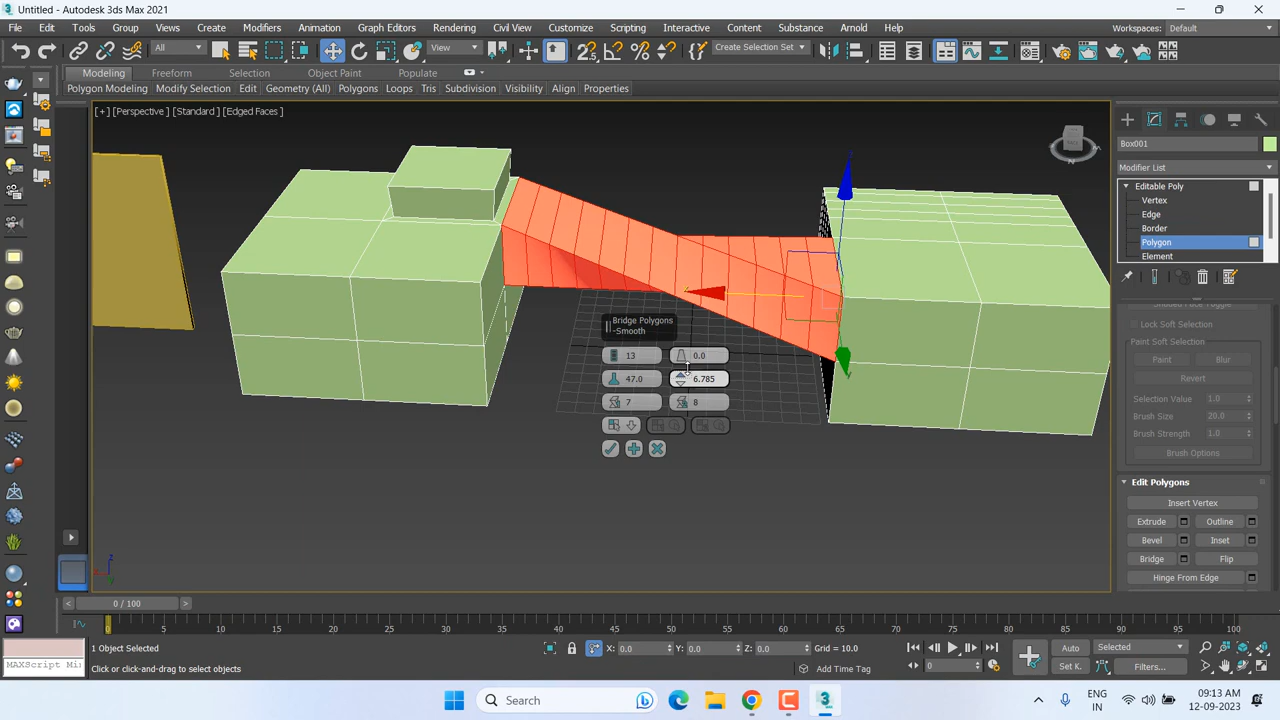 Untitled - Autodesk 3ds Max 2021
File Edit Tools Group Views Create Modifiers Animation Graph Editors Rendering Civil View Customize Scripting Interactive Content Substance Arnold Help
Workspaces: Default
All View Create Selection Set
Modeling Freeform Selection Object Paint Populate
Polygon Modeling Modify Selection Edit Geometry (All) Polygons Loops Tris Subdivision Visibility Align Properties
[+] [Perspective] [Standard] [Edged Faces]
Box001
Modifier List
Editable Poly
Vertex
Edge
Border
Polygon
Element
Lock Soft Selection
Paint Soft Selection
Paint Blur
Revert
Selection Value 1.0
Brush Size 20.0
Brush Strength 1.0
Brush Options
Edit Polygons
Insert Vertex
Extrude Outline
Bevel Inset
Bridge Flip
Hinge From Edge
Bridge Polygons
-Smooth
13 0.0
47.0 6.785
7 8
0 / 100
0 5 10 15 20 25 30 35 40 45 50 55 60 65 70 75 80 85 90 95 100
1 Object Selected
X: 0.0 Y: 0.0 Z: 0.0 Grid = 10.0
Auto Selected
MAXScript Mi
Click or click-and-drag to select objects
Add Time Tag
0
Set K. Filters...
Search
ENG
IN
09:13 AM
12-09-2023